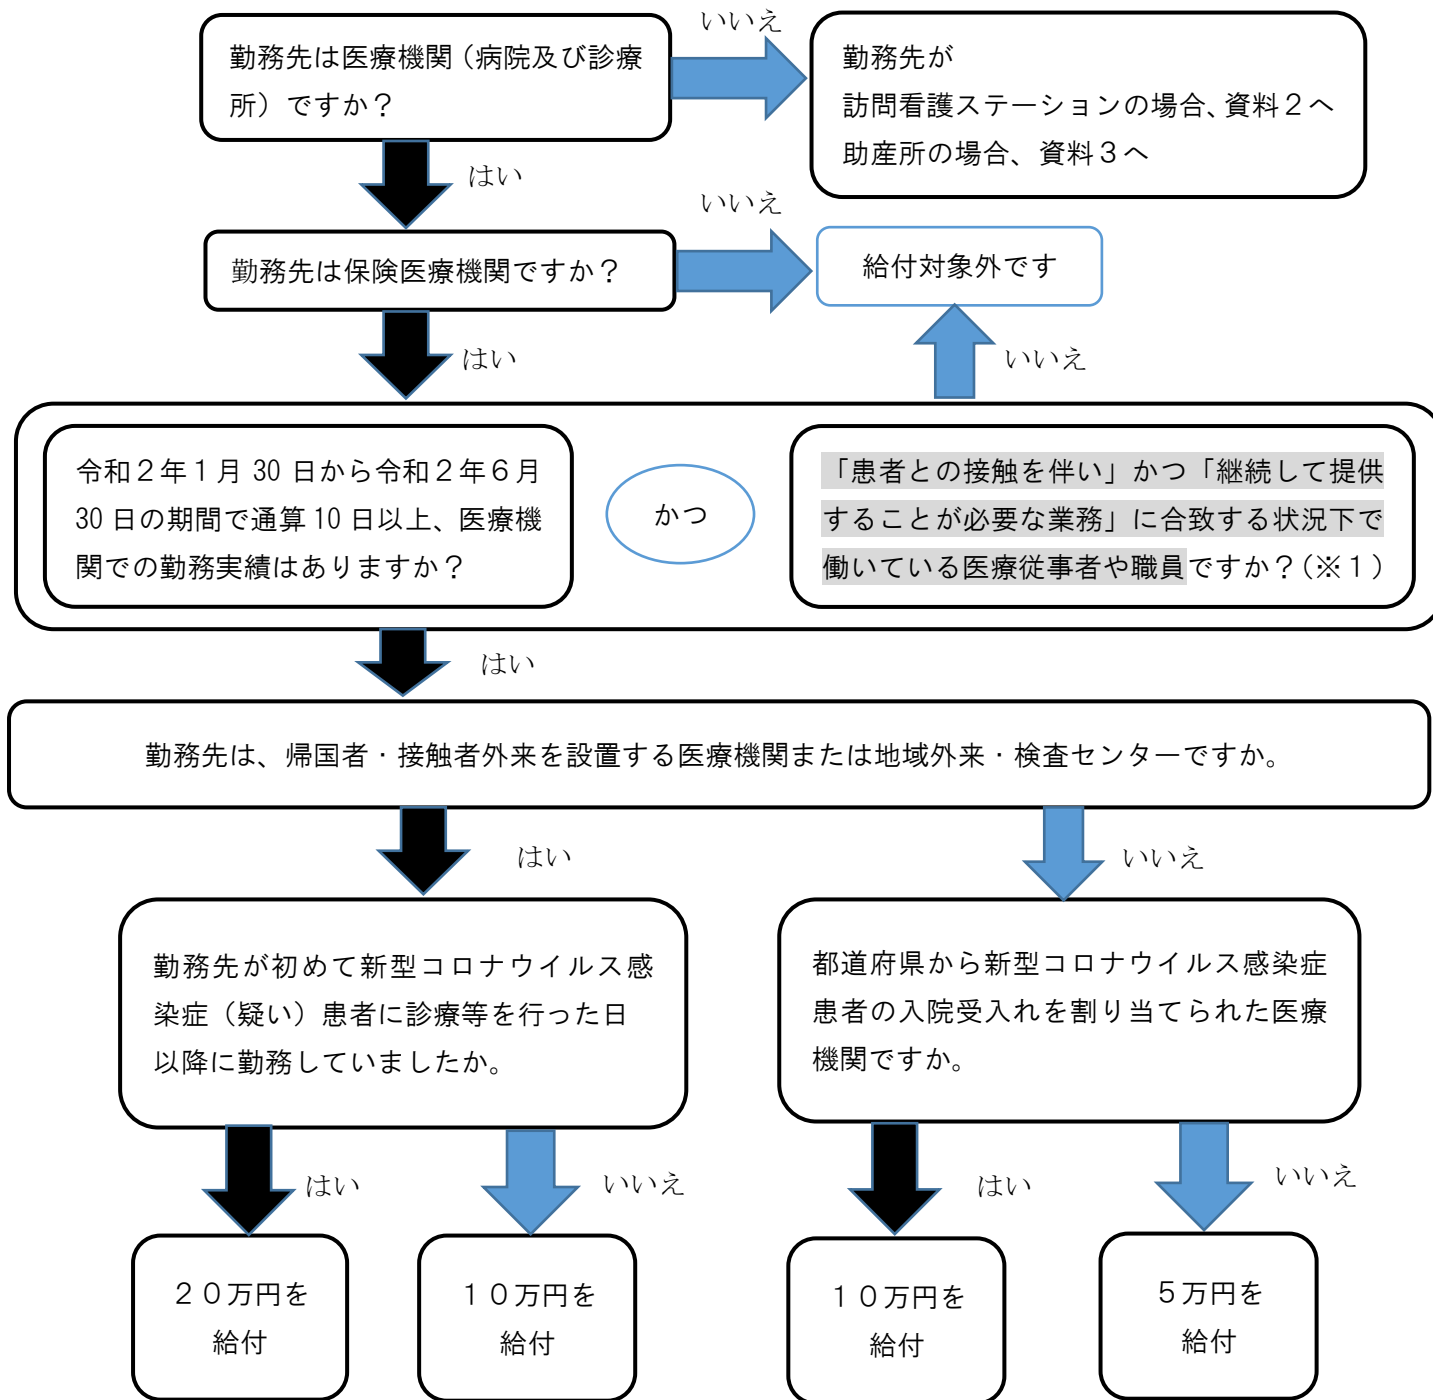 いいえ
勤務先は医療機関（病院及び診療
所）ですか？
勤務先が
訪問看護ステーションの場合、資料２へ
助産所の場合、資料３へ
はい
いいえ
勤務先は保険医療機関ですか？
給付対象外です
はい
いいえ
令和２年１月 30 日から令和２年６月
30 日の期間で通算 10 日以上、医療機
関での勤務実績はありますか？
かつ
「患者との接触を伴い」かつ「継続して提供
することが必要な業務」に合致する状況下で
働いている医療従事者や職員ですか？（※１）
はい
勤務先は、帰国者・接触者外来を設置する医療機関または地域外来・検査センターですか。
はい
いいえ
勤務先が初めて新型コロナウイルス感
染症（疑い）患者に診療等を行った日
以降に勤務していましたか。
都道府県から新型コロナウイルス感染症
患者の入院受入れを割り当てられた医療
機関ですか。
はい
いいえ
はい
いいえ
２０万円を
給付
１０万円を
給付
１０万円を
給付
５万円を
給付